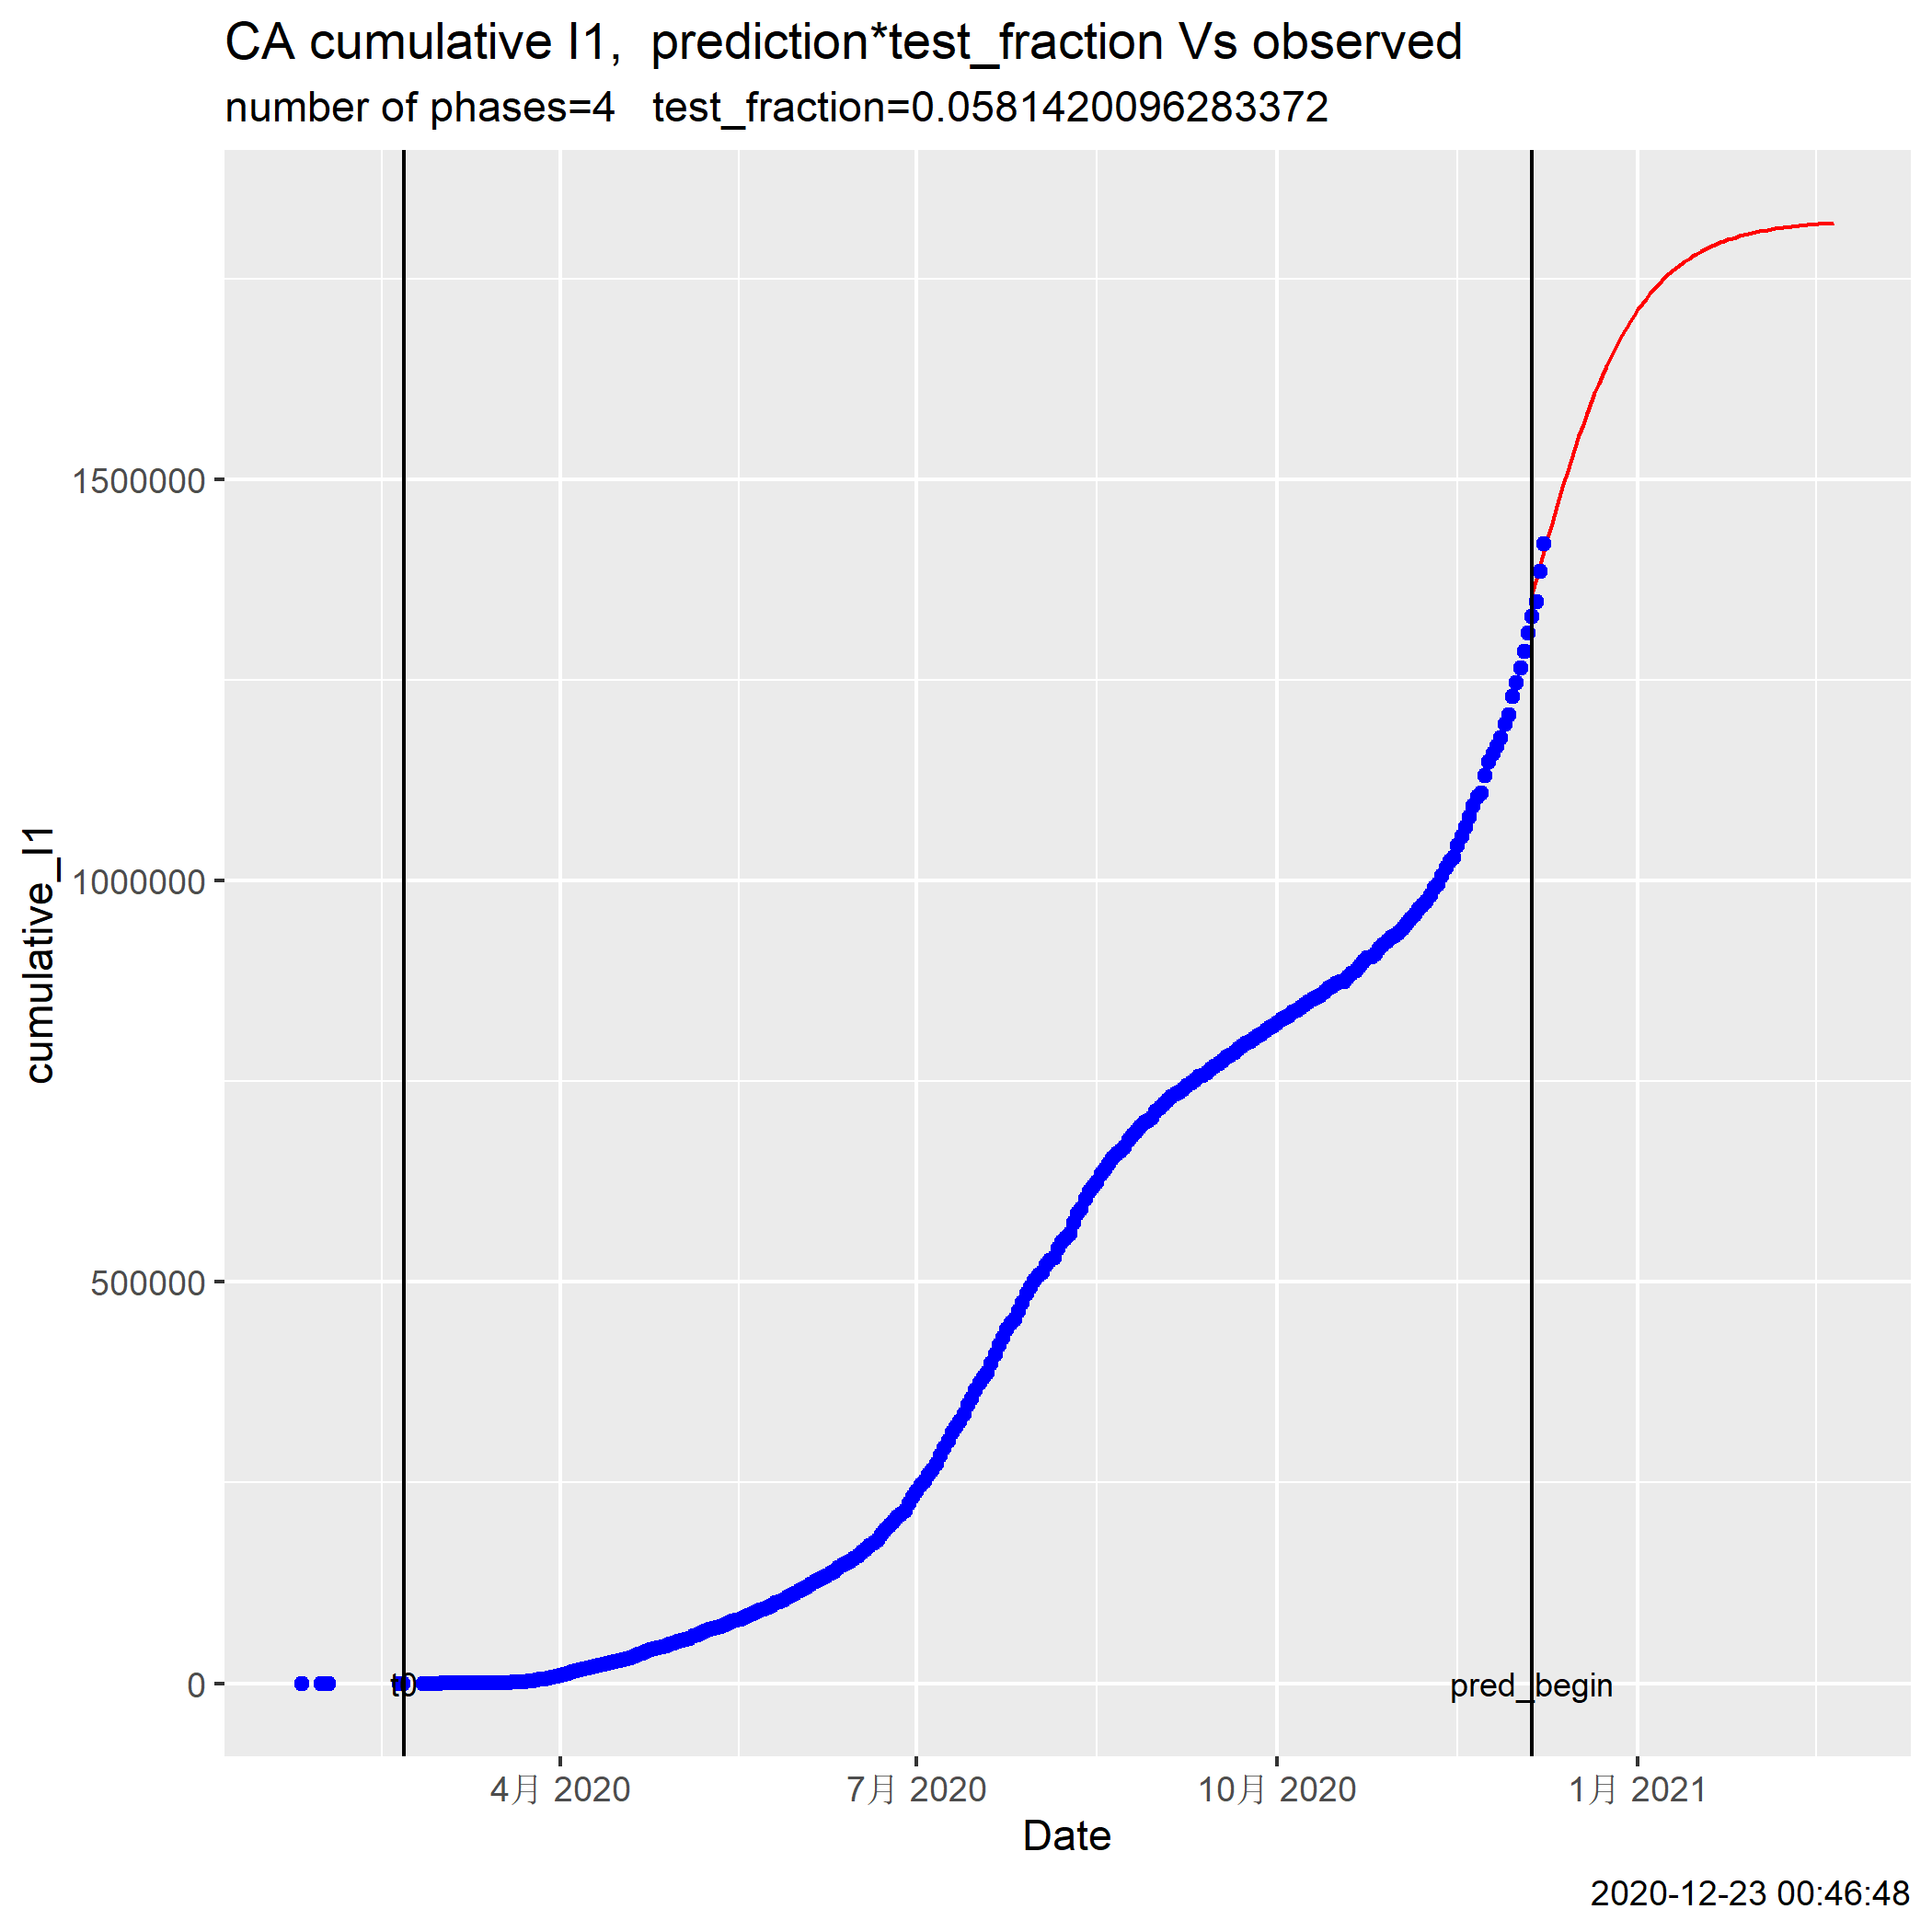 CA cumulative I1,  prediction*test_fraction Vs observed
number of phases=4   test_fraction=0.0581420096283372
cumulative_I1
1500000
1000000
500000
0
t0
pred_begin
4月 2020
7月 2020
10月 2020
1月 2021
Date
2020-12-23 00:46:48